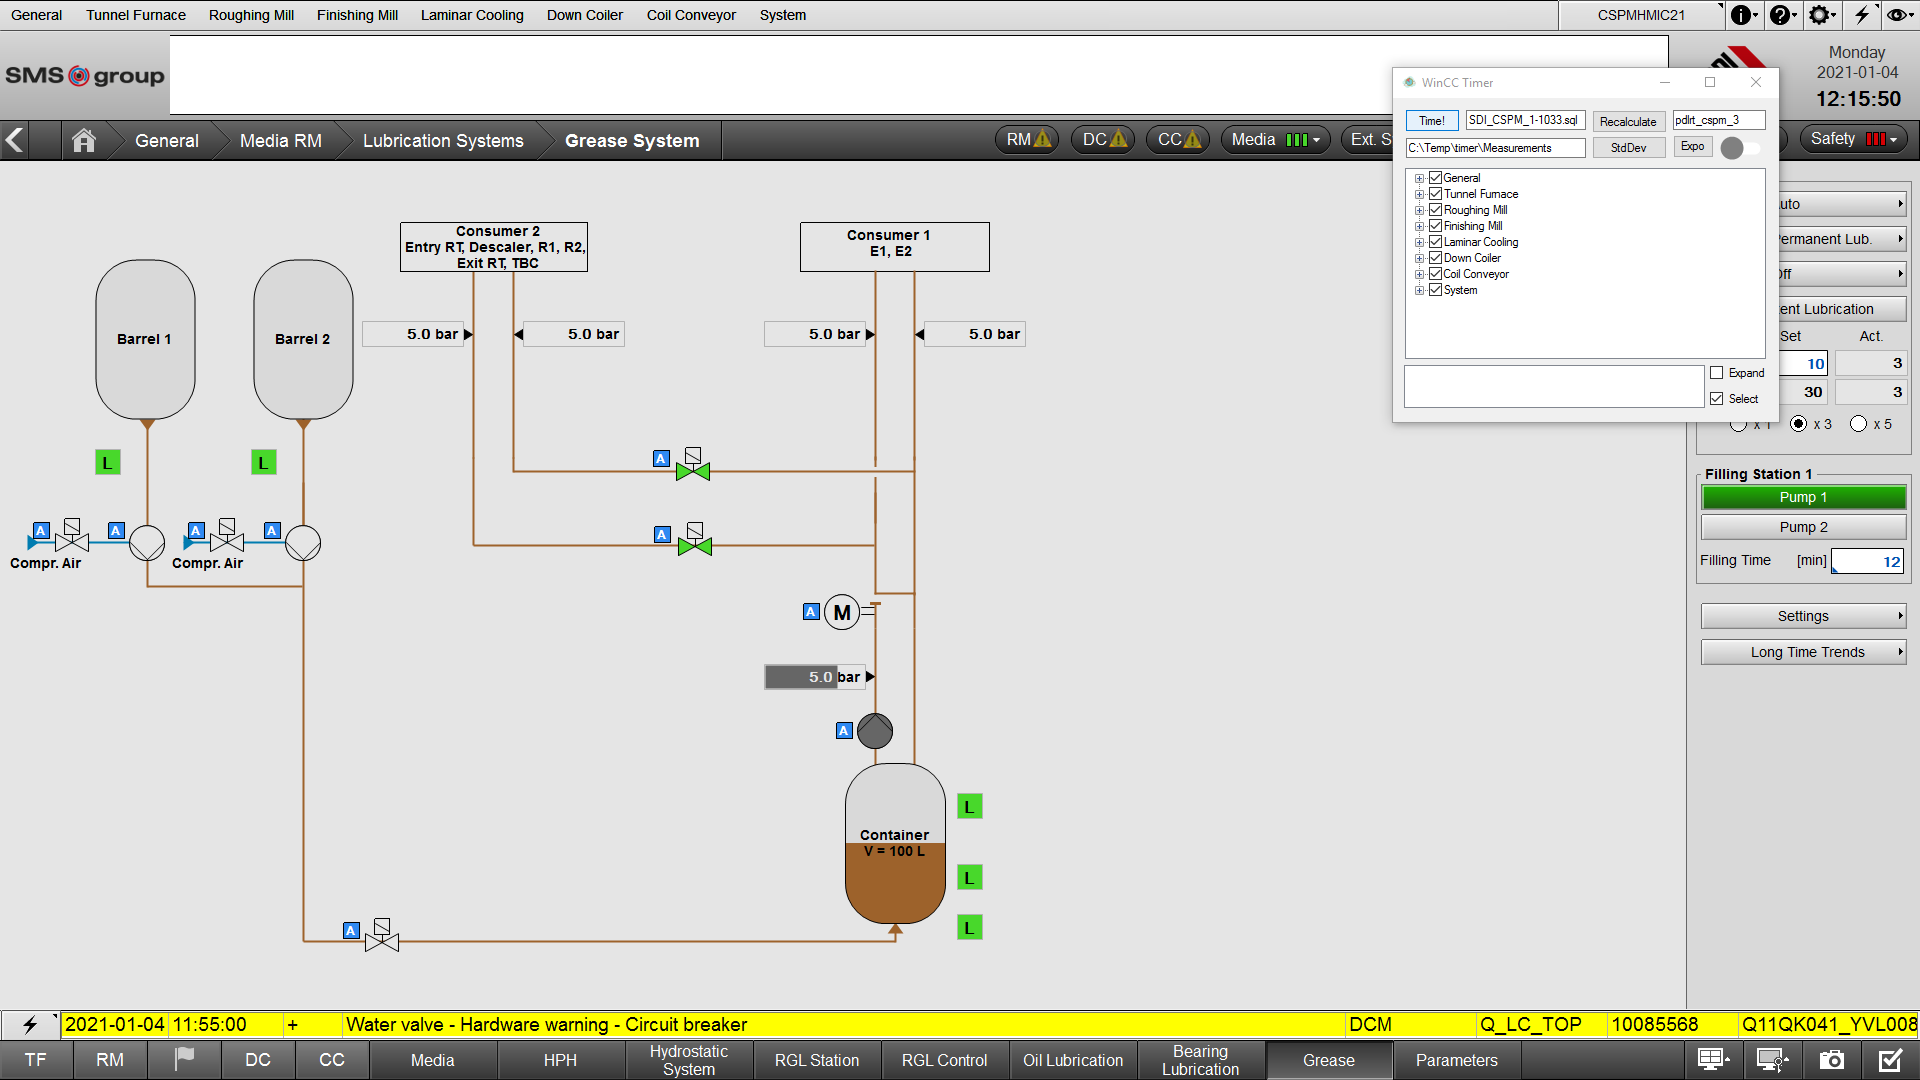 General Tunnel Furnace Roughing Mill Finishing Mill Laminar Cooling Down Coiler Coil Conveyor System CSPMHMIC21
SMS group
Monday
2021-01-04
12:15:50
General Media RM Lubrication Systems Grease System RM DC CC Media Ext. S Safety
WinCC Timer
Time! SDI_CSPM_1-1033.sql Recalculate pdlrt_cspm_3
C:\Temp\timer\Measurements StdDev Expo
General
Tunnel Furnace
Roughing Mill
Finishing Mill
Laminar Cooling
Down Coiler
Coil Conveyor
System
Expand
Select
uto
ermanent Lub.
Off
ent Lubrication
Set Act.
10 3
30 3
x 1 x 3 x 5
Filling Station 1
Pump 1
Pump 2
Filling Time [min] 12
Settings
Long Time Trends
Consumer 2
Entry RT, Descaler, R1, R2,
Exit RT, TBC
Consumer 1
E1, E2
Barrel 1
Barrel 2
5.0 bar 5.0 bar 5.0 bar 5.0 bar
L L
A
A
A A A A
Compr. Air Compr. Air
A M
5.0 bar
A
Container
V = 100 L
L
L
L
A
2021-01-04 11:55:00 + Water valve - Hardware warning - Circuit breaker DCM Q_LC_TOP 10085568 Q11QK041_YVL008
TF RM DC CC Media HPH Hydrostatic System RGL Station RGL Control Oil Lubrication Bearing Lubrication Grease Parameters